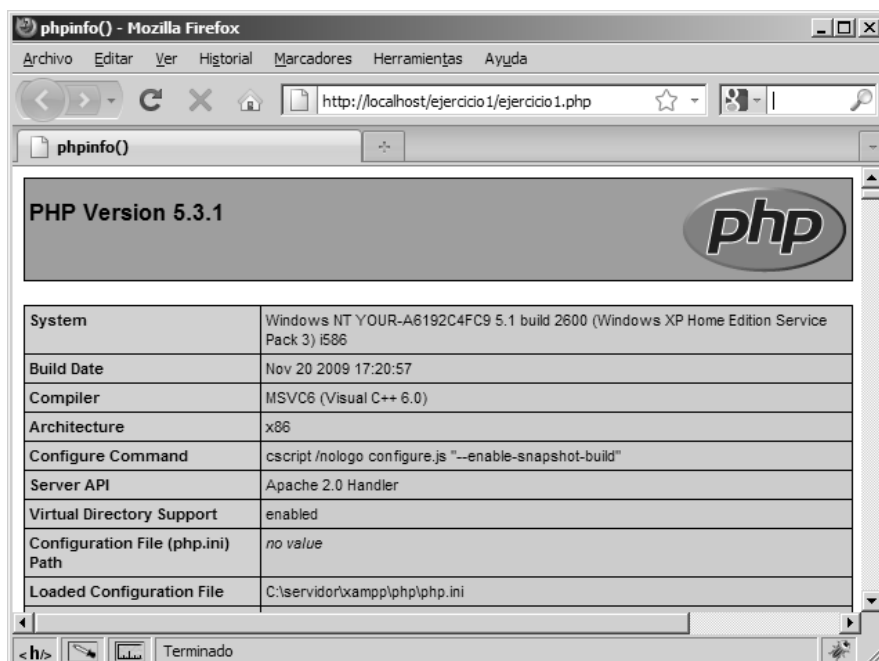 phpinfo() - Mozilla Firefox
Archivo Editar Ver Historial Marcadores Herramientas Ayuda
http://localhost/ejercicio1/ejercicio1.php
phpinfo()
PHP Version 5.3.1
php
System Windows NT YOUR-A6192C4FC9 5.1 build 2600 (Windows XP Home Edition Service
Pack 3) i586
Build Date Nov 20 2009 17:20:57
Compiler MSVC6 (Visual C++ 6.0)
Architecture x86
Configure Command cscript /nologo configure.js "--enable-snapshot-build"
Server API Apache 2.0 Handler
Virtual Directory Support enabled
Configuration File (php.ini) no value
Path
Loaded Configuration File C:\servidor\xampp\php\php.ini
<h/> Terminado